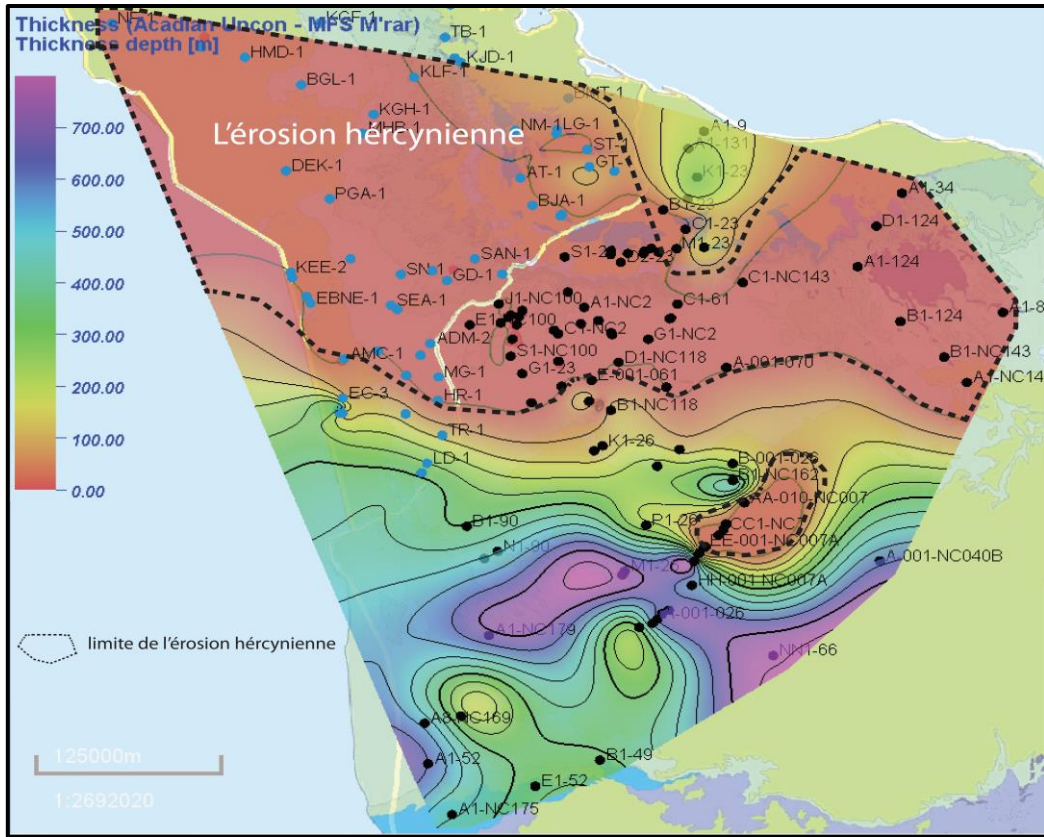 Thickness (Acadian Uncon - MFS M'rar)
Thickness depth [m]
700.00
600.00
500.00
400.00
300.00
200.00
100.00
0.00
L'érosion hércynienne
TB-1
HMD-1
KJD-1
BGL-1
KLF-1
KGH-1
NM-1
LG-1
A1-9
A1-131
ST-1
DEK-1
AT-1
K1-23
PGA-1
BJA-1
A1-34
C1-23
D1-124
SAN-1
M1-23
D2-23
A1-124
KEE-2
SN-1
GD-1
C1-NC143
EBNE-1
SEA-1
J1-NC100
A1-NC2
C1-61
B1-124
ADM-2
C1-NC2
G1-NC2
AMC-1
S1-NC100
D1-NC118
A-001-070
B1-NC143
MG-1
G1-23
E-001-061
EC-3
HR-1
B1-NC118
TR-1
K1-26
LD-1
B-001-026
B1-NC162
AA-010-NC007
B1-90
P1-26
EE-001-NC007A
N1-90
A-001-NC040B
M1-26
HH-001-NC007A
A1-NC179
NN1-66
limite de l'érosion hércynienne
A8-NC169
125000m
A1-52
B1-49
E1-52
1:2692020
A1-NC175